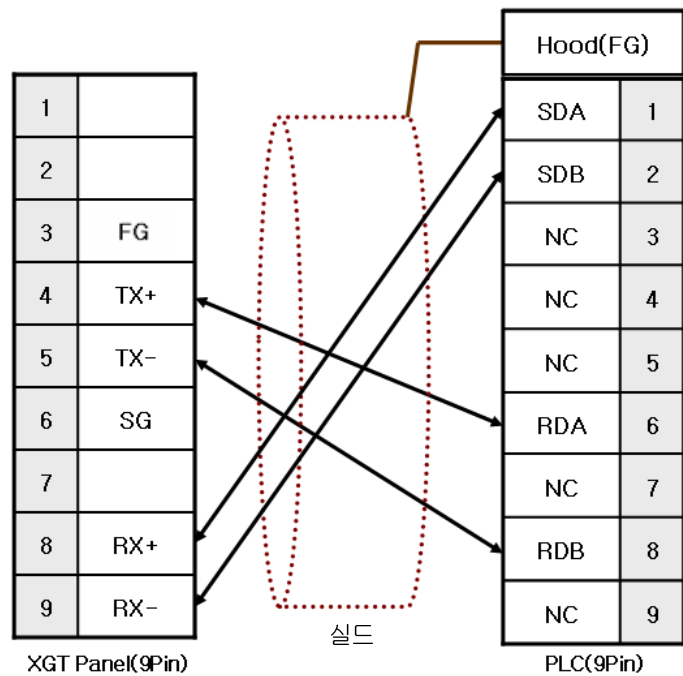 Hood(FG)
1
2
3 FG
4 TX+
5 TX-
6 SG
7
8 RX+
9 RX-
XGT Panel(9Pin)
실드
SDA 1
SDB 2
NC 3
NC 4
NC 5
RDA 6
NC 7
RDB 8
NC 9
PLC(9Pin)